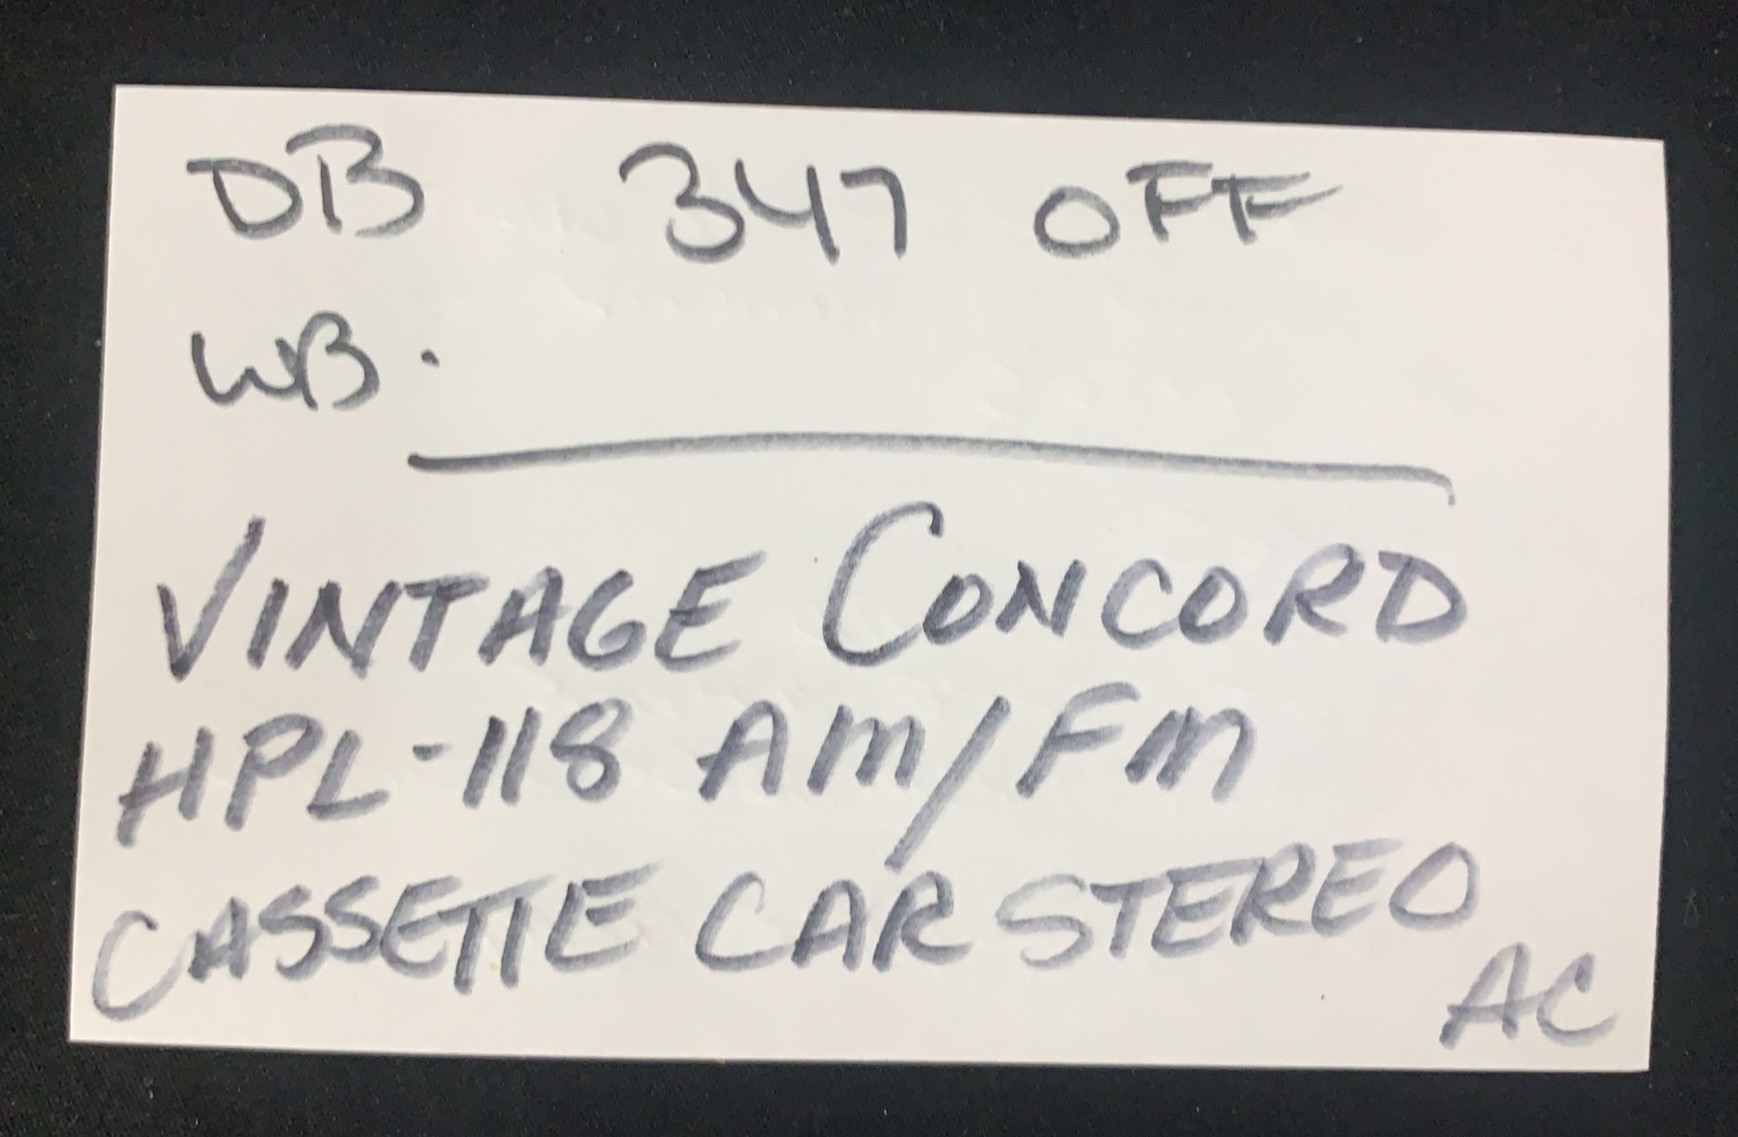 DB 347 OFF
WB.
VINTAGE CONCORD
HPL-118 AM/FM
CASSETTE CAR STEREO
AC